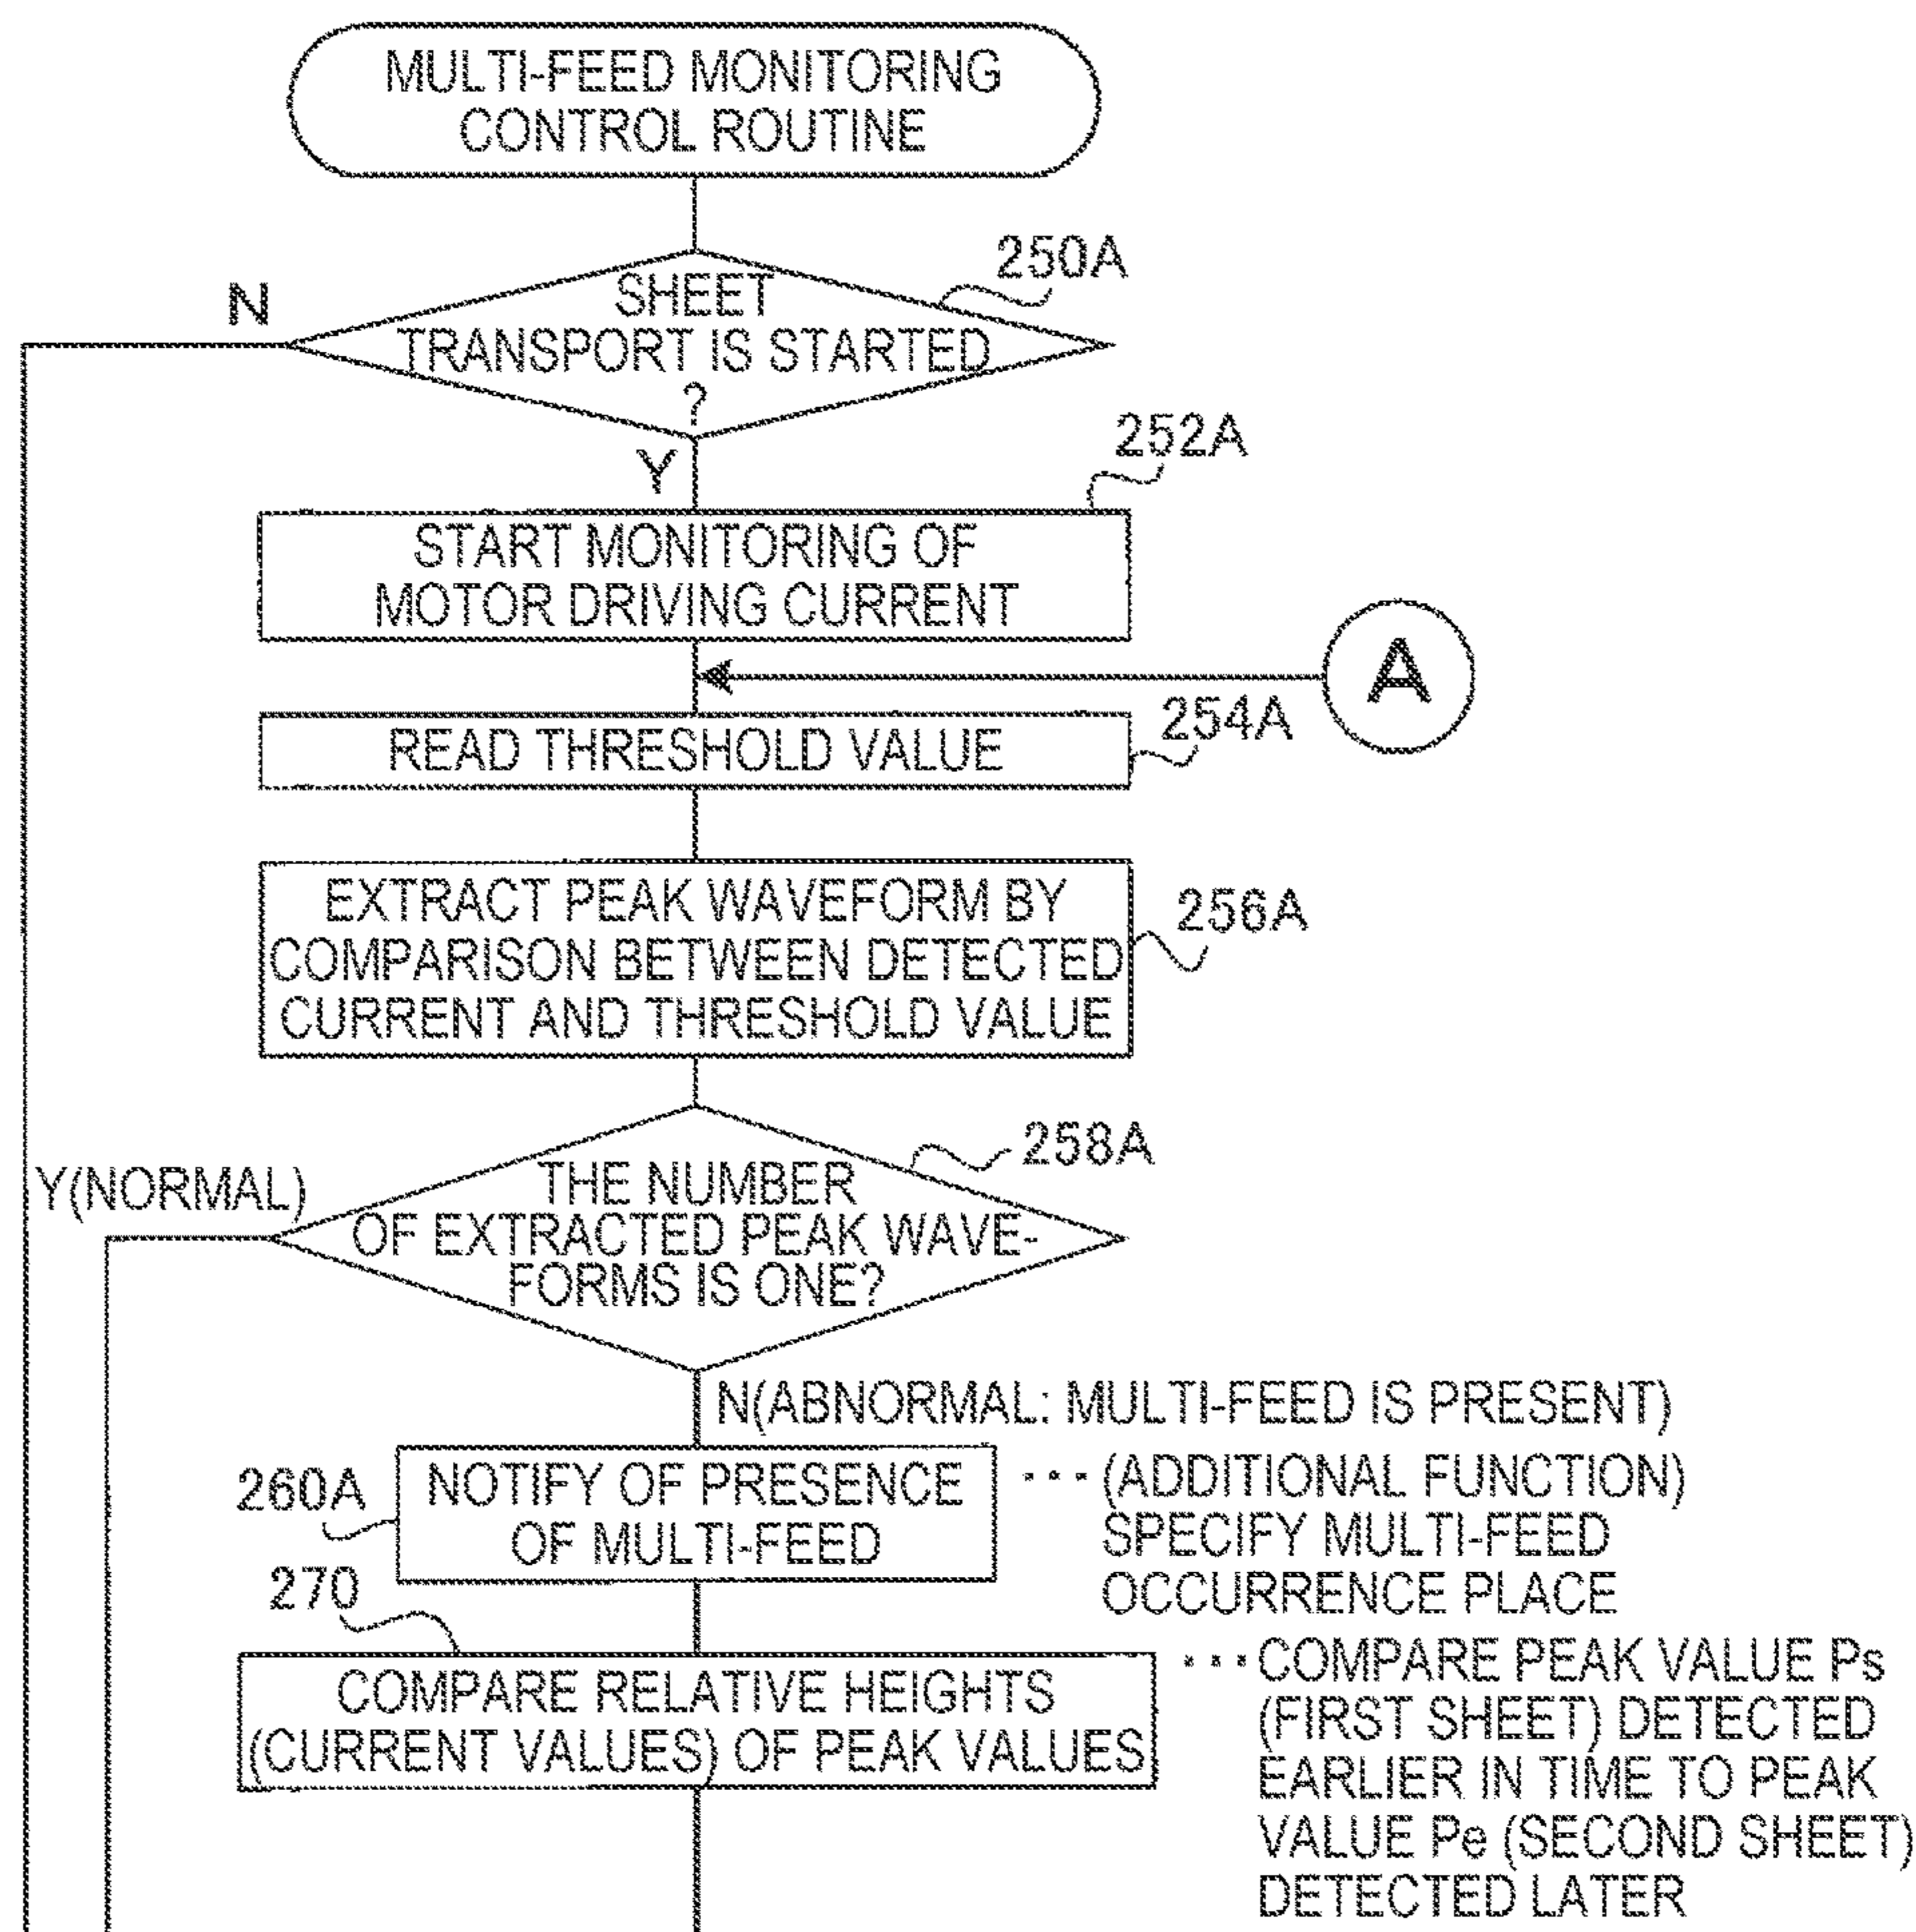 MULTI-FEED MONITORING
CONTROL ROUTINE
250A
N
SHEET
TRANSPORT IS STARTED
?
Y
252A
START MONITORING OF
MOTOR DRIVING CURRENT
A
254A
READ THRESHOLD VALUE
256A
EXTRACT PEAK WAVEFORM BY
COMPARISON BETWEEN DETECTED
CURRENT AND THRESHOLD VALUE
258A
Y(NORMAL)
THE NUMBER
OF EXTRACTED PEAK WAVE-
FORMS IS ONE?
N(ABNORMAL: MULTI-FEED IS PRESENT)
260A
NOTIFY OF PRESENCE
OF MULTI-FEED
···(ADDITIONAL FUNCTION)
SPECIFY MULTI-FEED
OCCURRENCE PLACE
270
COMPARE RELATIVE HEIGHTS
(CURRENT VALUES) OF PEAK VALUES
···COMPARE PEAK VALUE Ps
(FIRST SHEET) DETECTED
EARLIER IN TIME TO PEAK
VALUE Pe (SECOND SHEET)
DETECTED LATER